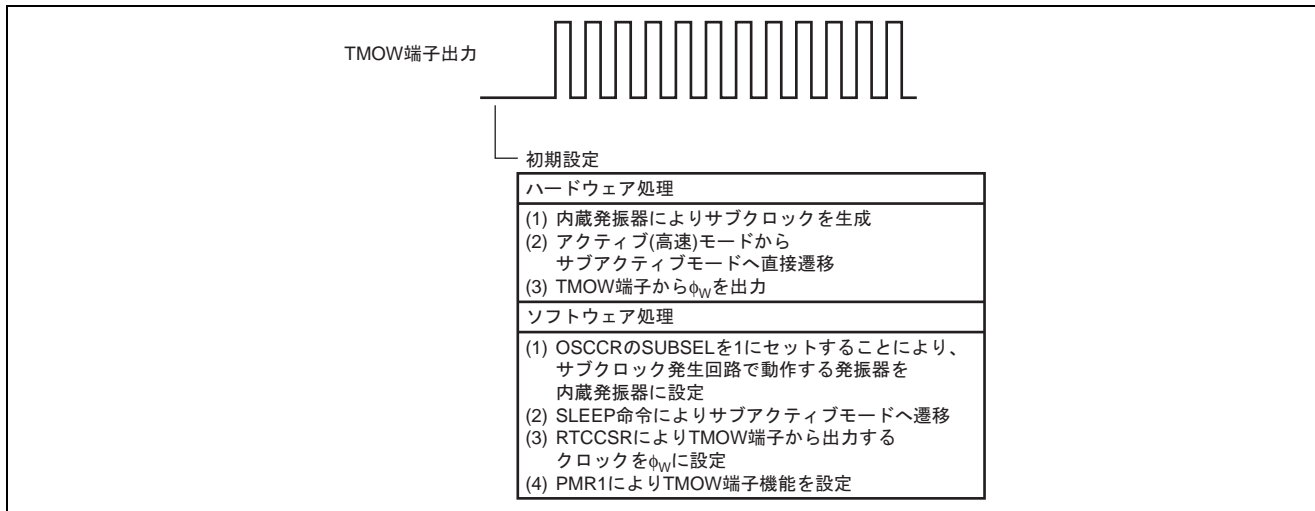 TMOW端子出力
初期設定
ハードウェア処理
(1) 内蔵発振器によりサブクロックを生成
(2) アクティブ(高速)モードから
サブアクティブモードへ直接遷移
(3) TMOW端子からφWを出力
ソフトウェア処理
(1) OSCCRのSUBSELを1にセットすることにより、
サブクロック発生回路で動作する発振器を
内蔵発振器に設定
(2) SLEEP命令によりサブアクティブモードへ遷移
(3) RTCCSRによりTMOW端子から出力する
クロックをφWに設定
(4) PMR1によりTMOW端子機能を設定